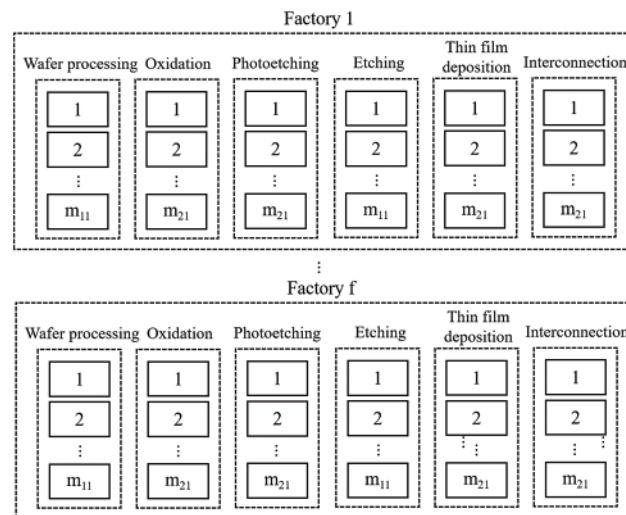 Factory 1
Wafer processing Oxidation Photoetching Etching Thin film deposition Interconnection
1 1 1 1 1 1
2 2 2 2 2 2
⋮ ⋮ ⋮ ⋮ ⋮ ⋮
m₁₁ m₂₁ m₂₁ m₁₁ m₂₁ m₂₁
⋮
Factory f
Wafer processing Oxidation Photoetching Etching Thin film deposition Interconnection
1 1 1 1 1 1
2 2 2 2 2 2
⋮ ⋮ ⋮ ⋮ ⋮ ⋮
m₁₁ m₂₁ m₂₁ m₁₁ m₂₁ m₂₁